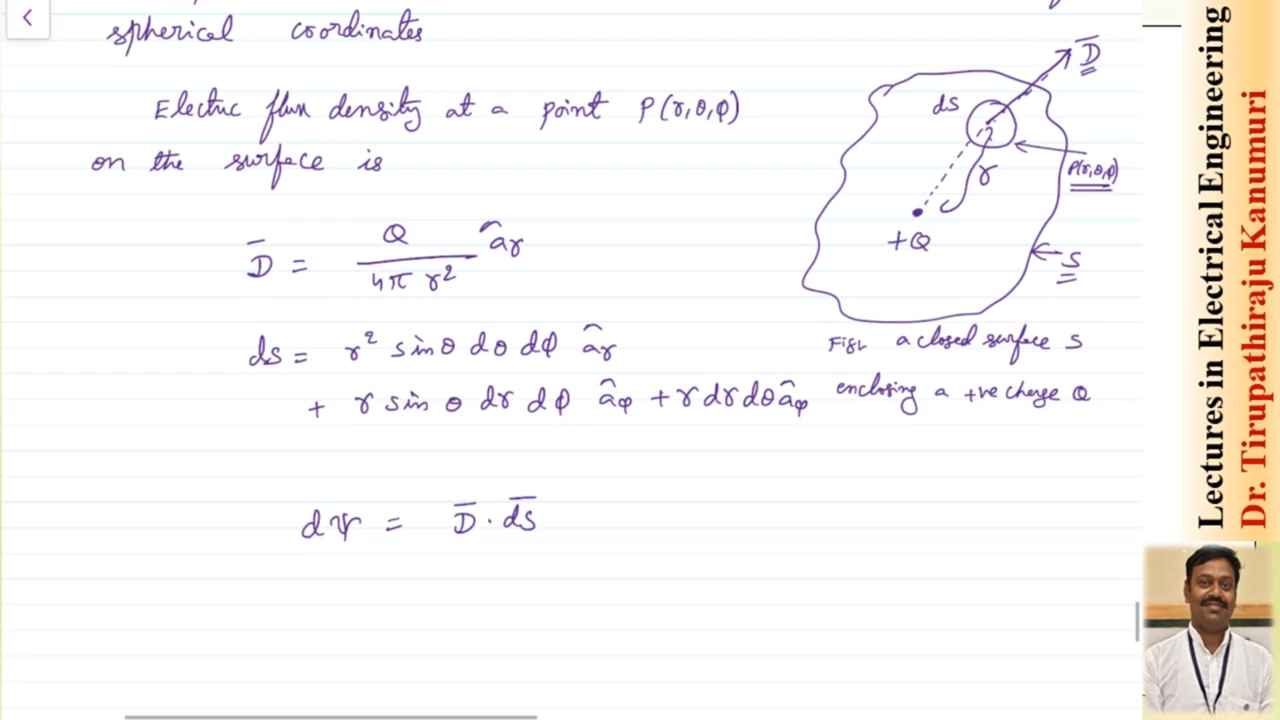 spherical coordinates
Electric flux density at a point P(r,θ,φ)
on the surface is
D̅ = Q / 4π r² âr
ds = r² sinθ dθ dφ âr
+ r sin θ dr dφ âφ + r dr dθ âφ
dψ = D̅ . d̅s̅
D̅
ds
P(r,θ,φ)
r
+Q
S
Fig1 a closed surface S
enclosing a +ve charge Q
Lectures in Electrical Engineering
Dr. Tirupathiraju Kanumuri